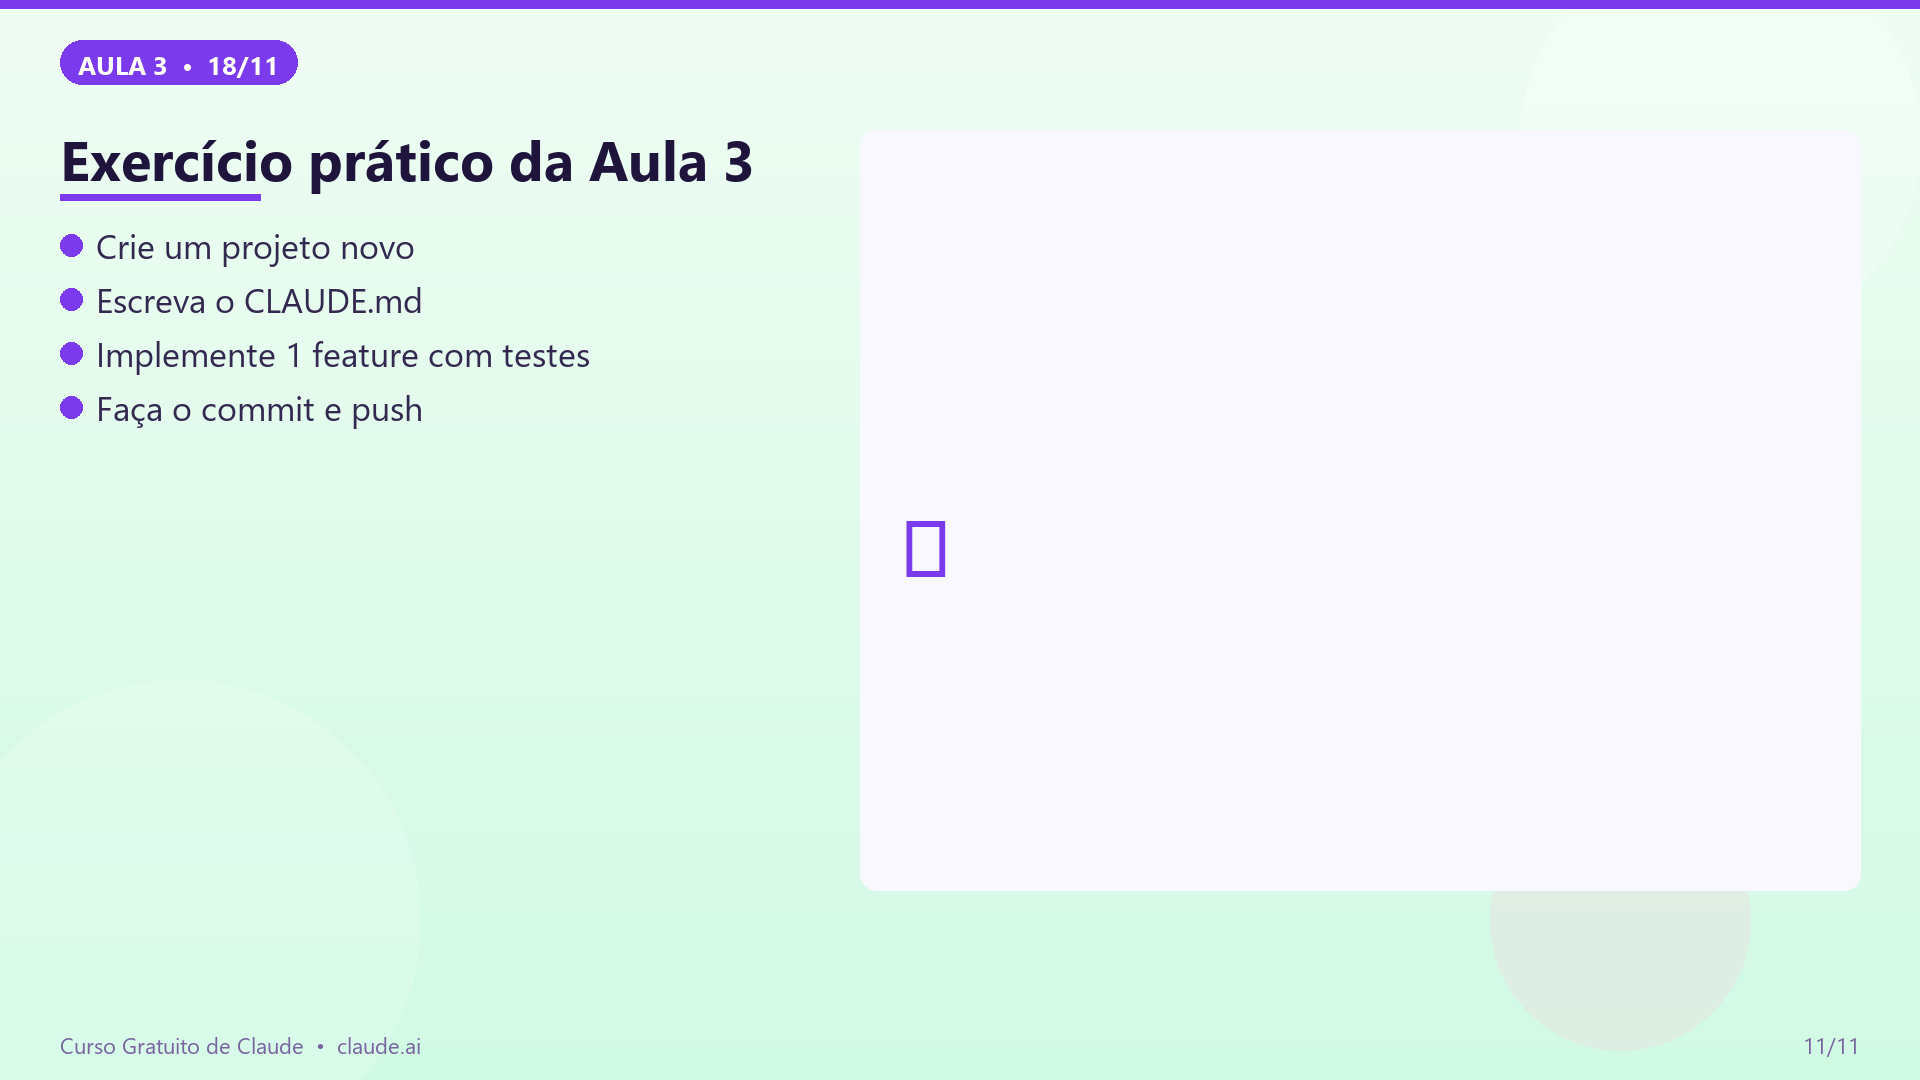 AULA 3 • 18/11
Exercício prático da Aula 3
Crie um projeto novo
Escreva o CLAUDE.md
Implemente 1 feature com testes
Faça o commit e push
Curso Gratuito de Claude • claude.ai
11/11